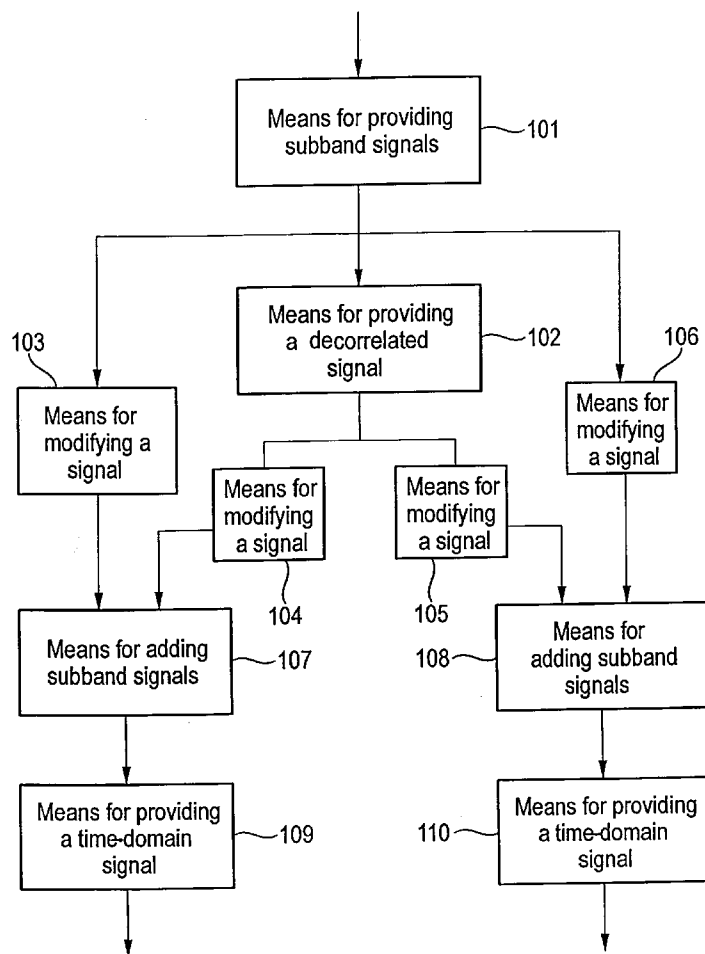 Means for providing
subband signals
101
Means for providing
a decorrelated
signal
102
103
106
Means for
modifying a
signal
Means for
modifying
a signal
Means for
modifying
a signal
Means for
modifying
a signal
104
105
Means for adding
subband signals
107
108
Means for
adding subband
signals
Means for providing
a time-domain
signal
109
110
Means for providing
a time-domain
signal